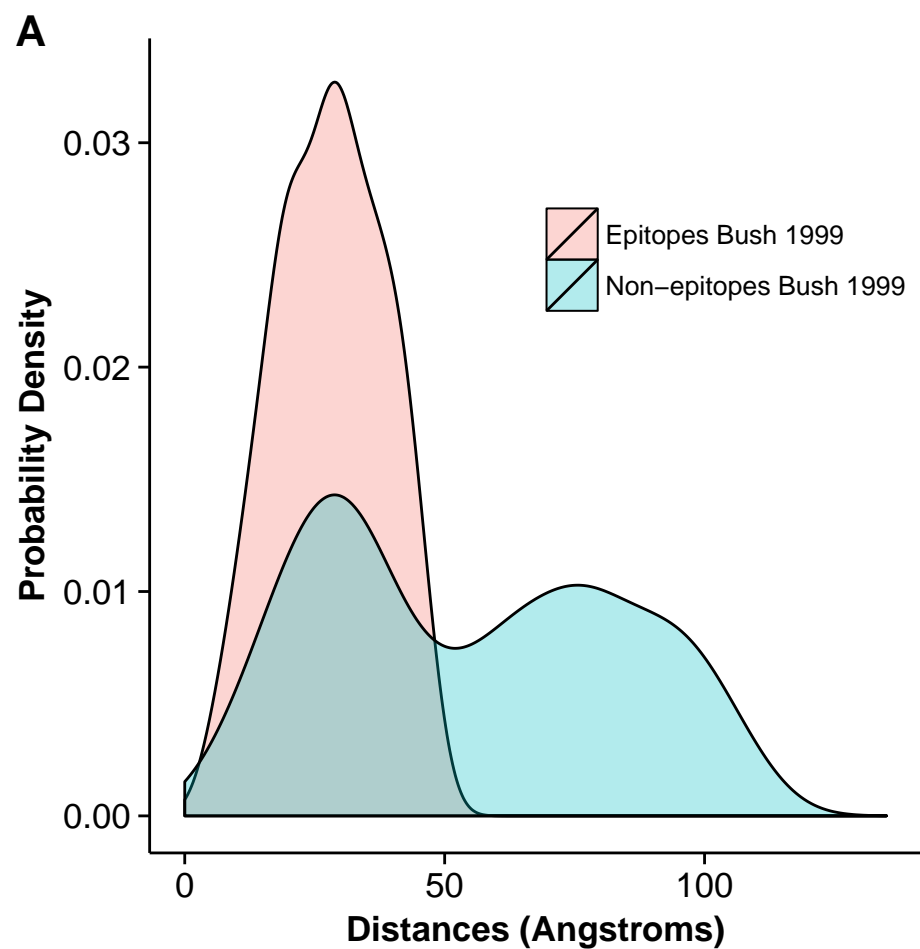 A
0.03
0.02
0.01
0.00
Probability Density
Epitopes Bush 1999
Non−epitopes Bush 1999
0
50
100
Distances (Angstroms)